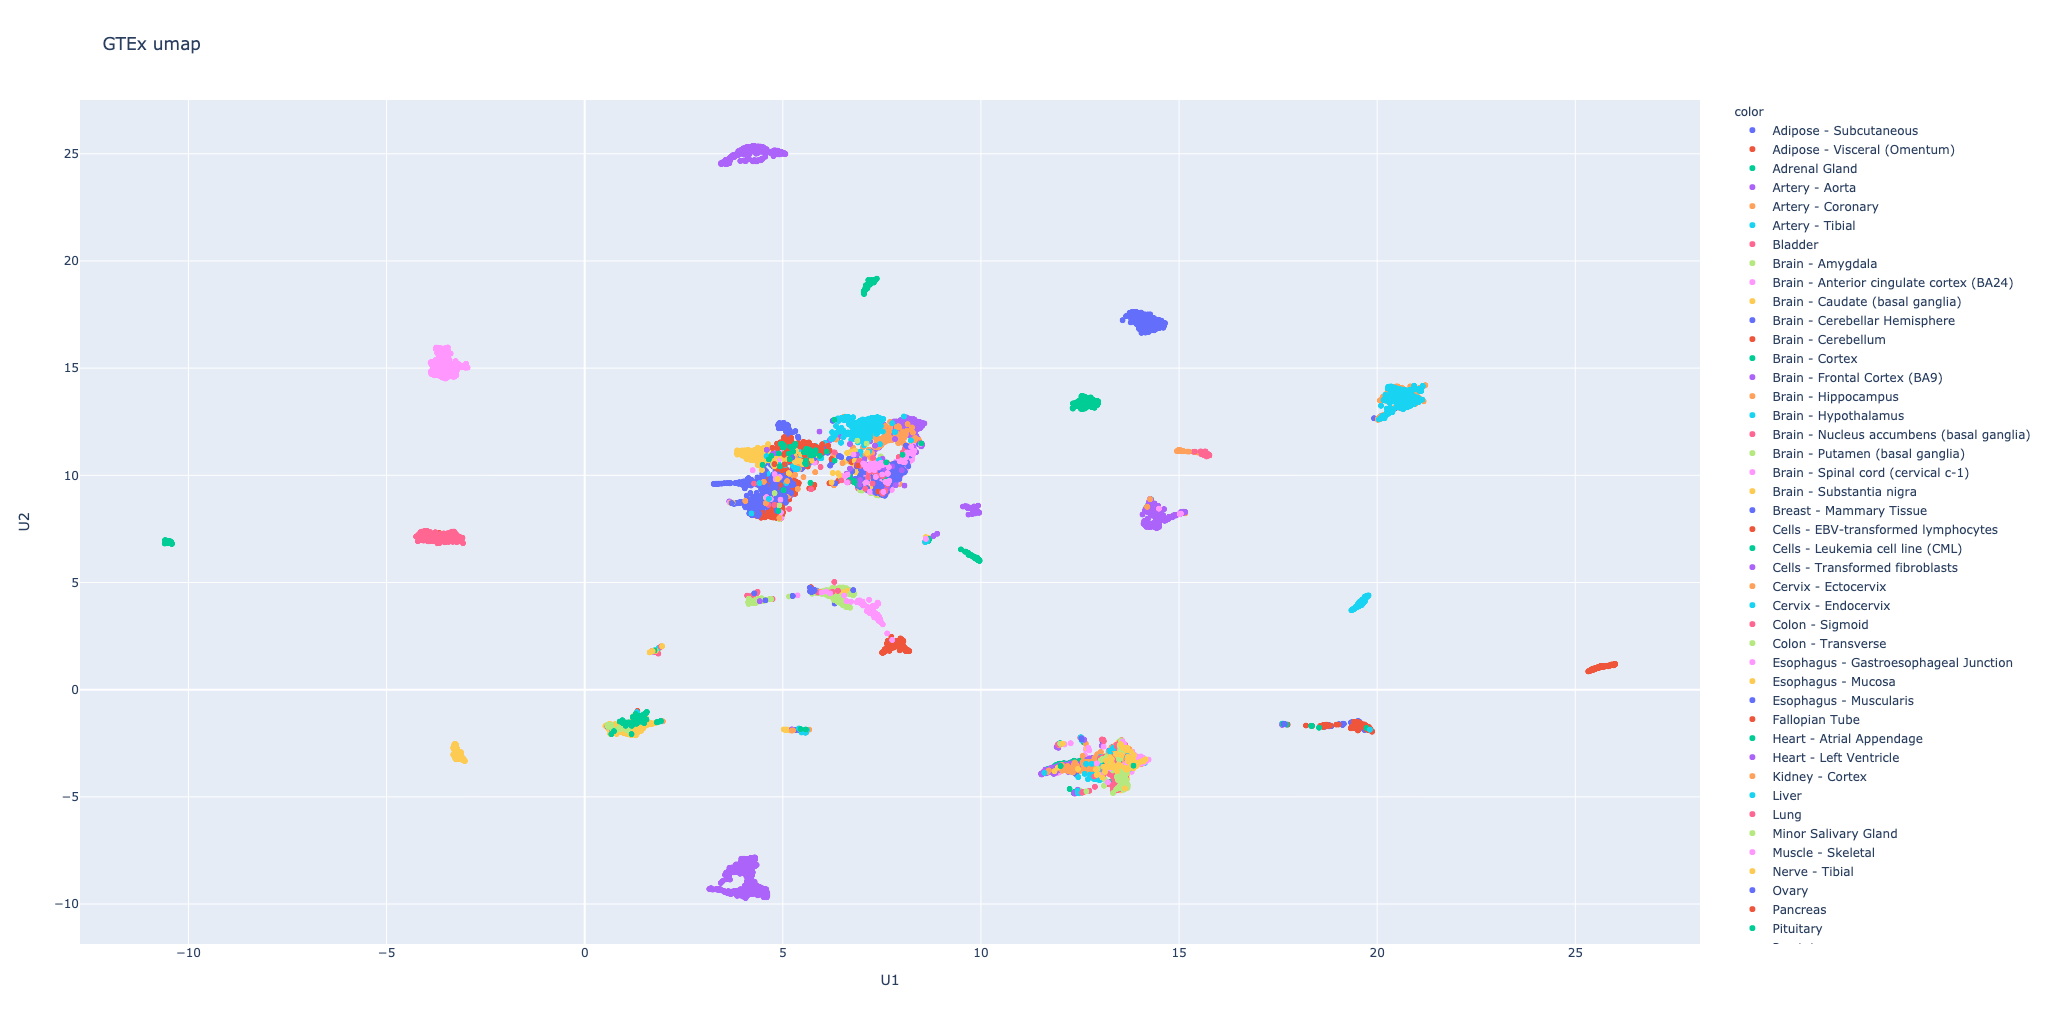 GTEx umap
color
Adipose - Subcutaneous
Adipose - Visceral (Omentum)
Adrenal Gland
Artery - Aorta
Artery - Coronary
Artery - Tibial
Bladder
Brain - Amygdala
Brain - Anterior cingulate cortex (BA24)
Brain - Caudate (basal ganglia)
Brain - Cerebellar Hemisphere
Brain - Cerebellum
Brain - Cortex
Brain - Frontal Cortex (BA9)
Brain - Hippocampus
Brain - Hypothalamus
Brain - Nucleus accumbens (basal ganglia)
Brain - Putamen (basal ganglia)
Brain - Spinal cord (cervical c-1)
Brain - Substantia nigra
Breast - Mammary Tissue
Cells - EBV-transformed lymphocytes
Cells - Leukemia cell line (CML)
Cells - Transformed fibroblasts
Cervix - Ectocervix
Cervix - Endocervix
Colon - Sigmoid
Colon - Transverse
Esophagus - Gastroesophageal Junction
Esophagus - Mucosa
Esophagus - Muscularis
Fallopian Tube
Heart - Atrial Appendage
Heart - Left Ventricle
Kidney - Cortex
Liver
Lung
Minor Salivary Gland
Muscle - Skeletal
Nerve - Tibial
Ovary
Pancreas
Pituitary
25
20
15
10
5
0
−5
−10
U2
−10
−5
0
5
10
15
20
25
U1